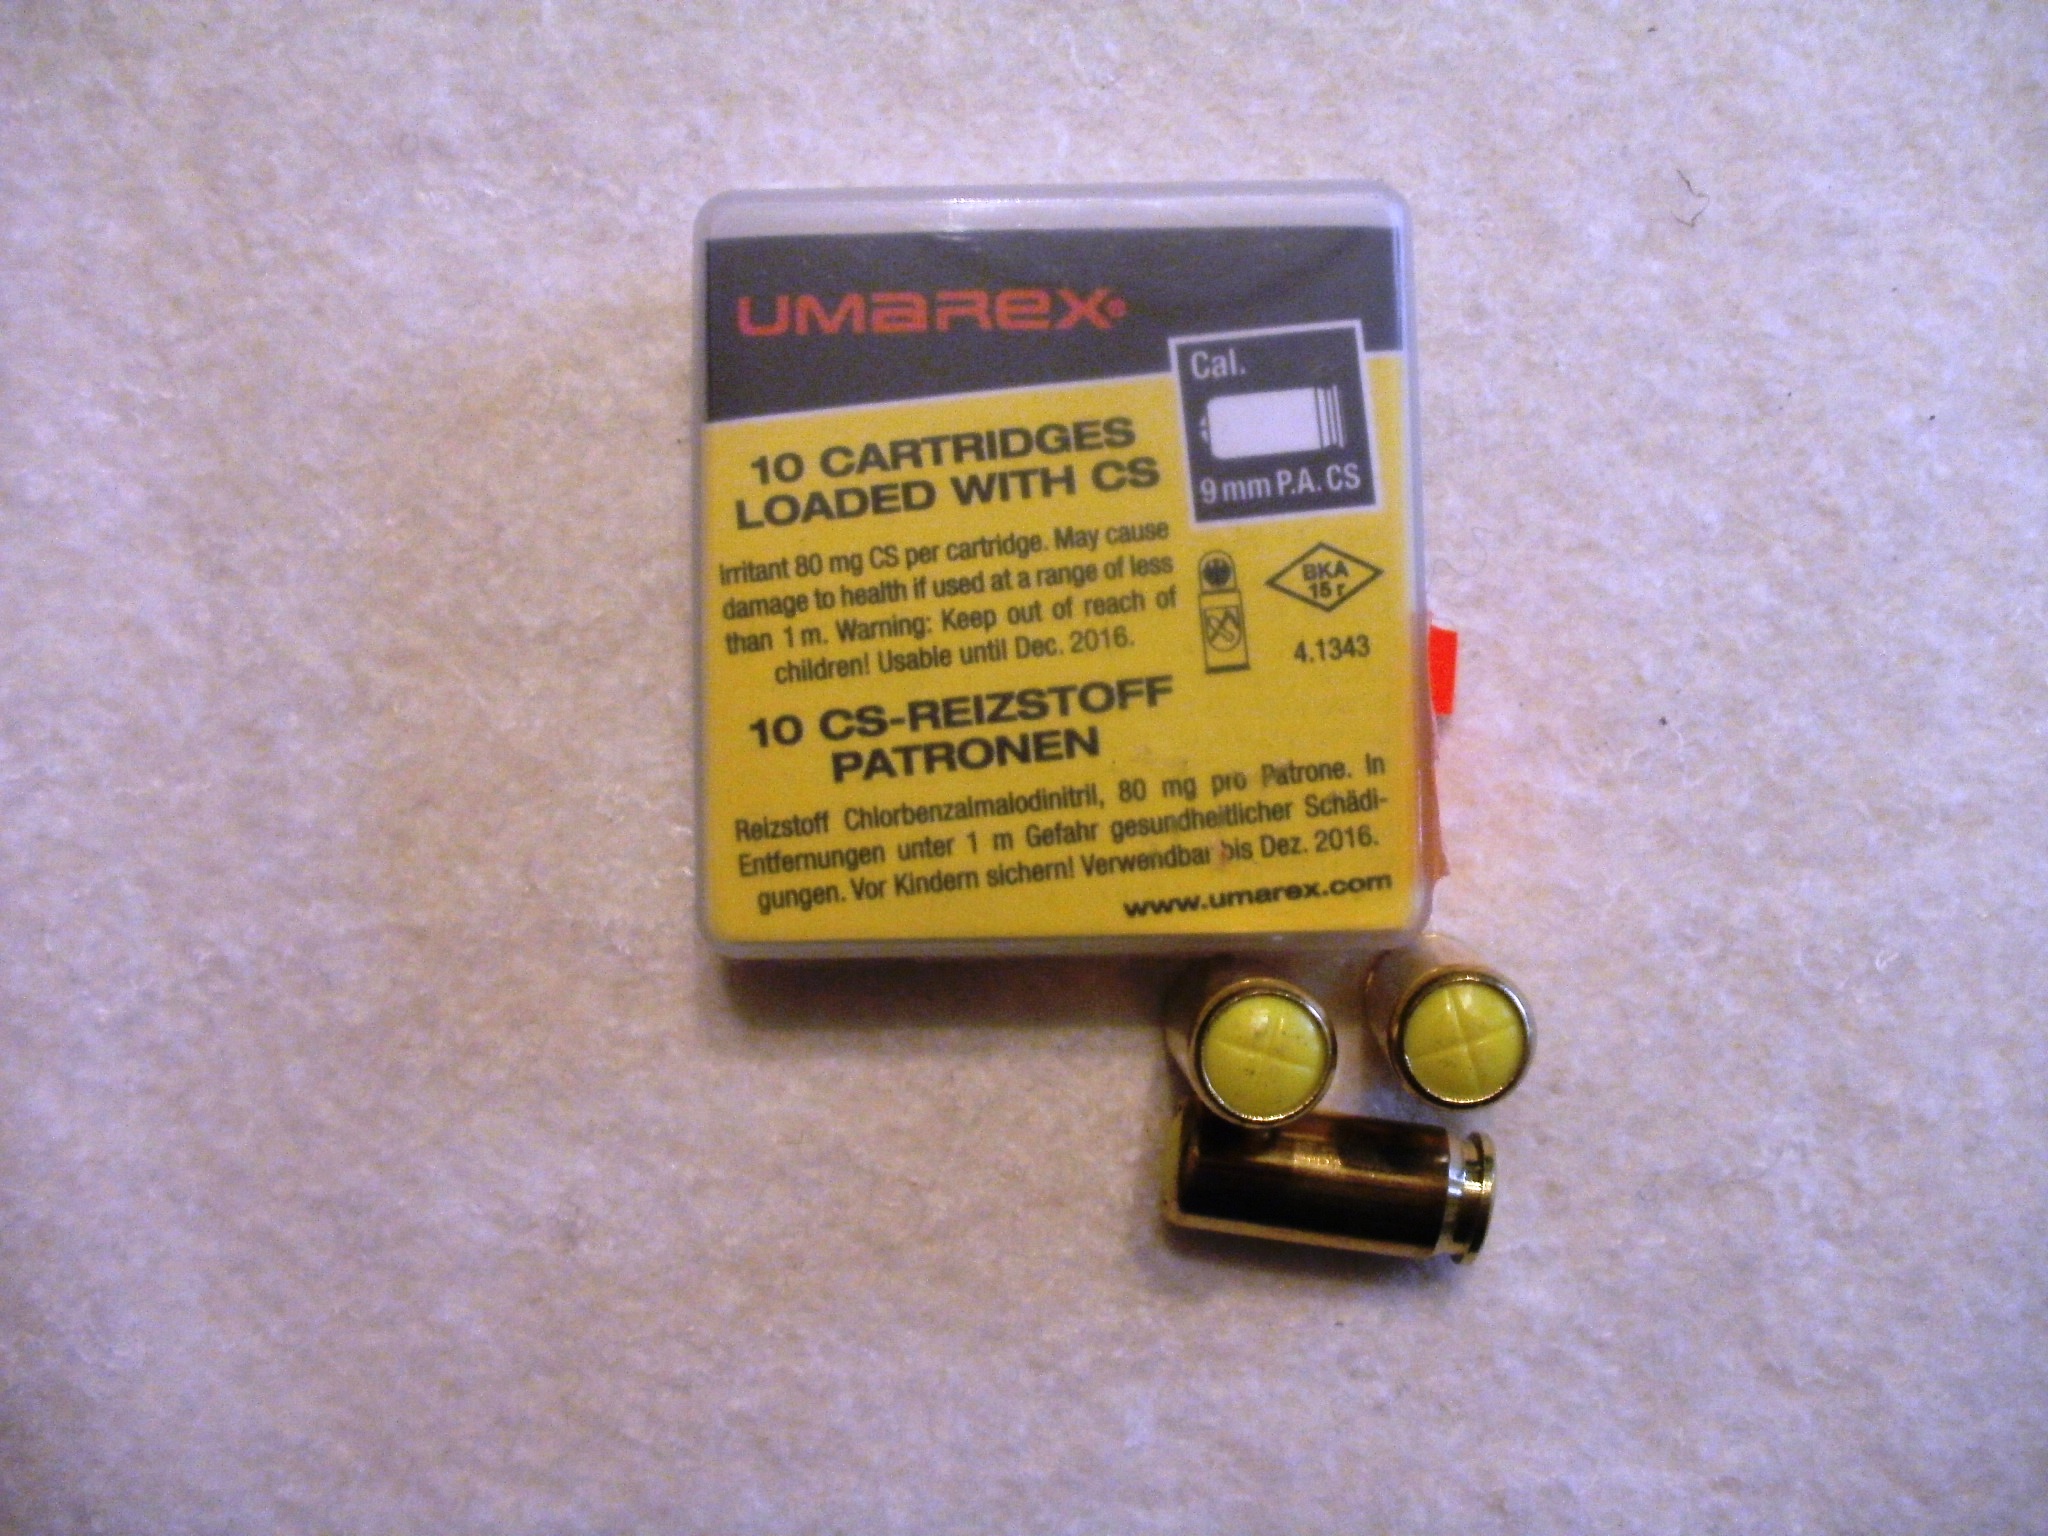 UMAREX®
Cal.
9mm P.A. CS
10 CARTRIDGES
LOADED WITH CS
Irritant 80 mg CS per cartridge. May cause
damage to health if used at a range of less
than 1 m. Warning: Keep out of reach of
children! Usable until Dec. 2016.
BKA
15 r
4.1343
10 CS-REIZSTOFF
PATRONEN
Reizstoff Chlorbenzalmalodinitril, 80 mg pro Patrone. In
Entfernungen unter 1 m Gefahr gesundheitlicher Schädi-
gungen. Vor Kindern sichern! Verwendbar bis Dez. 2016.
www.umarex.com